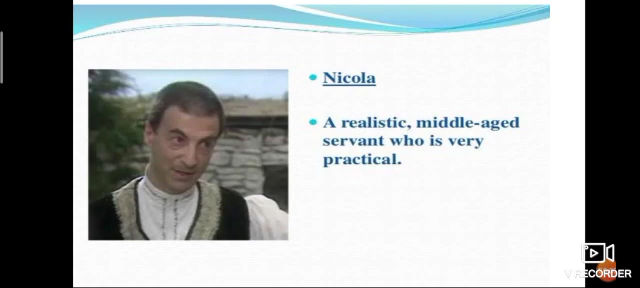 Nicola
A realistic, middle-aged
servant who is very
practical.
V RECORDER